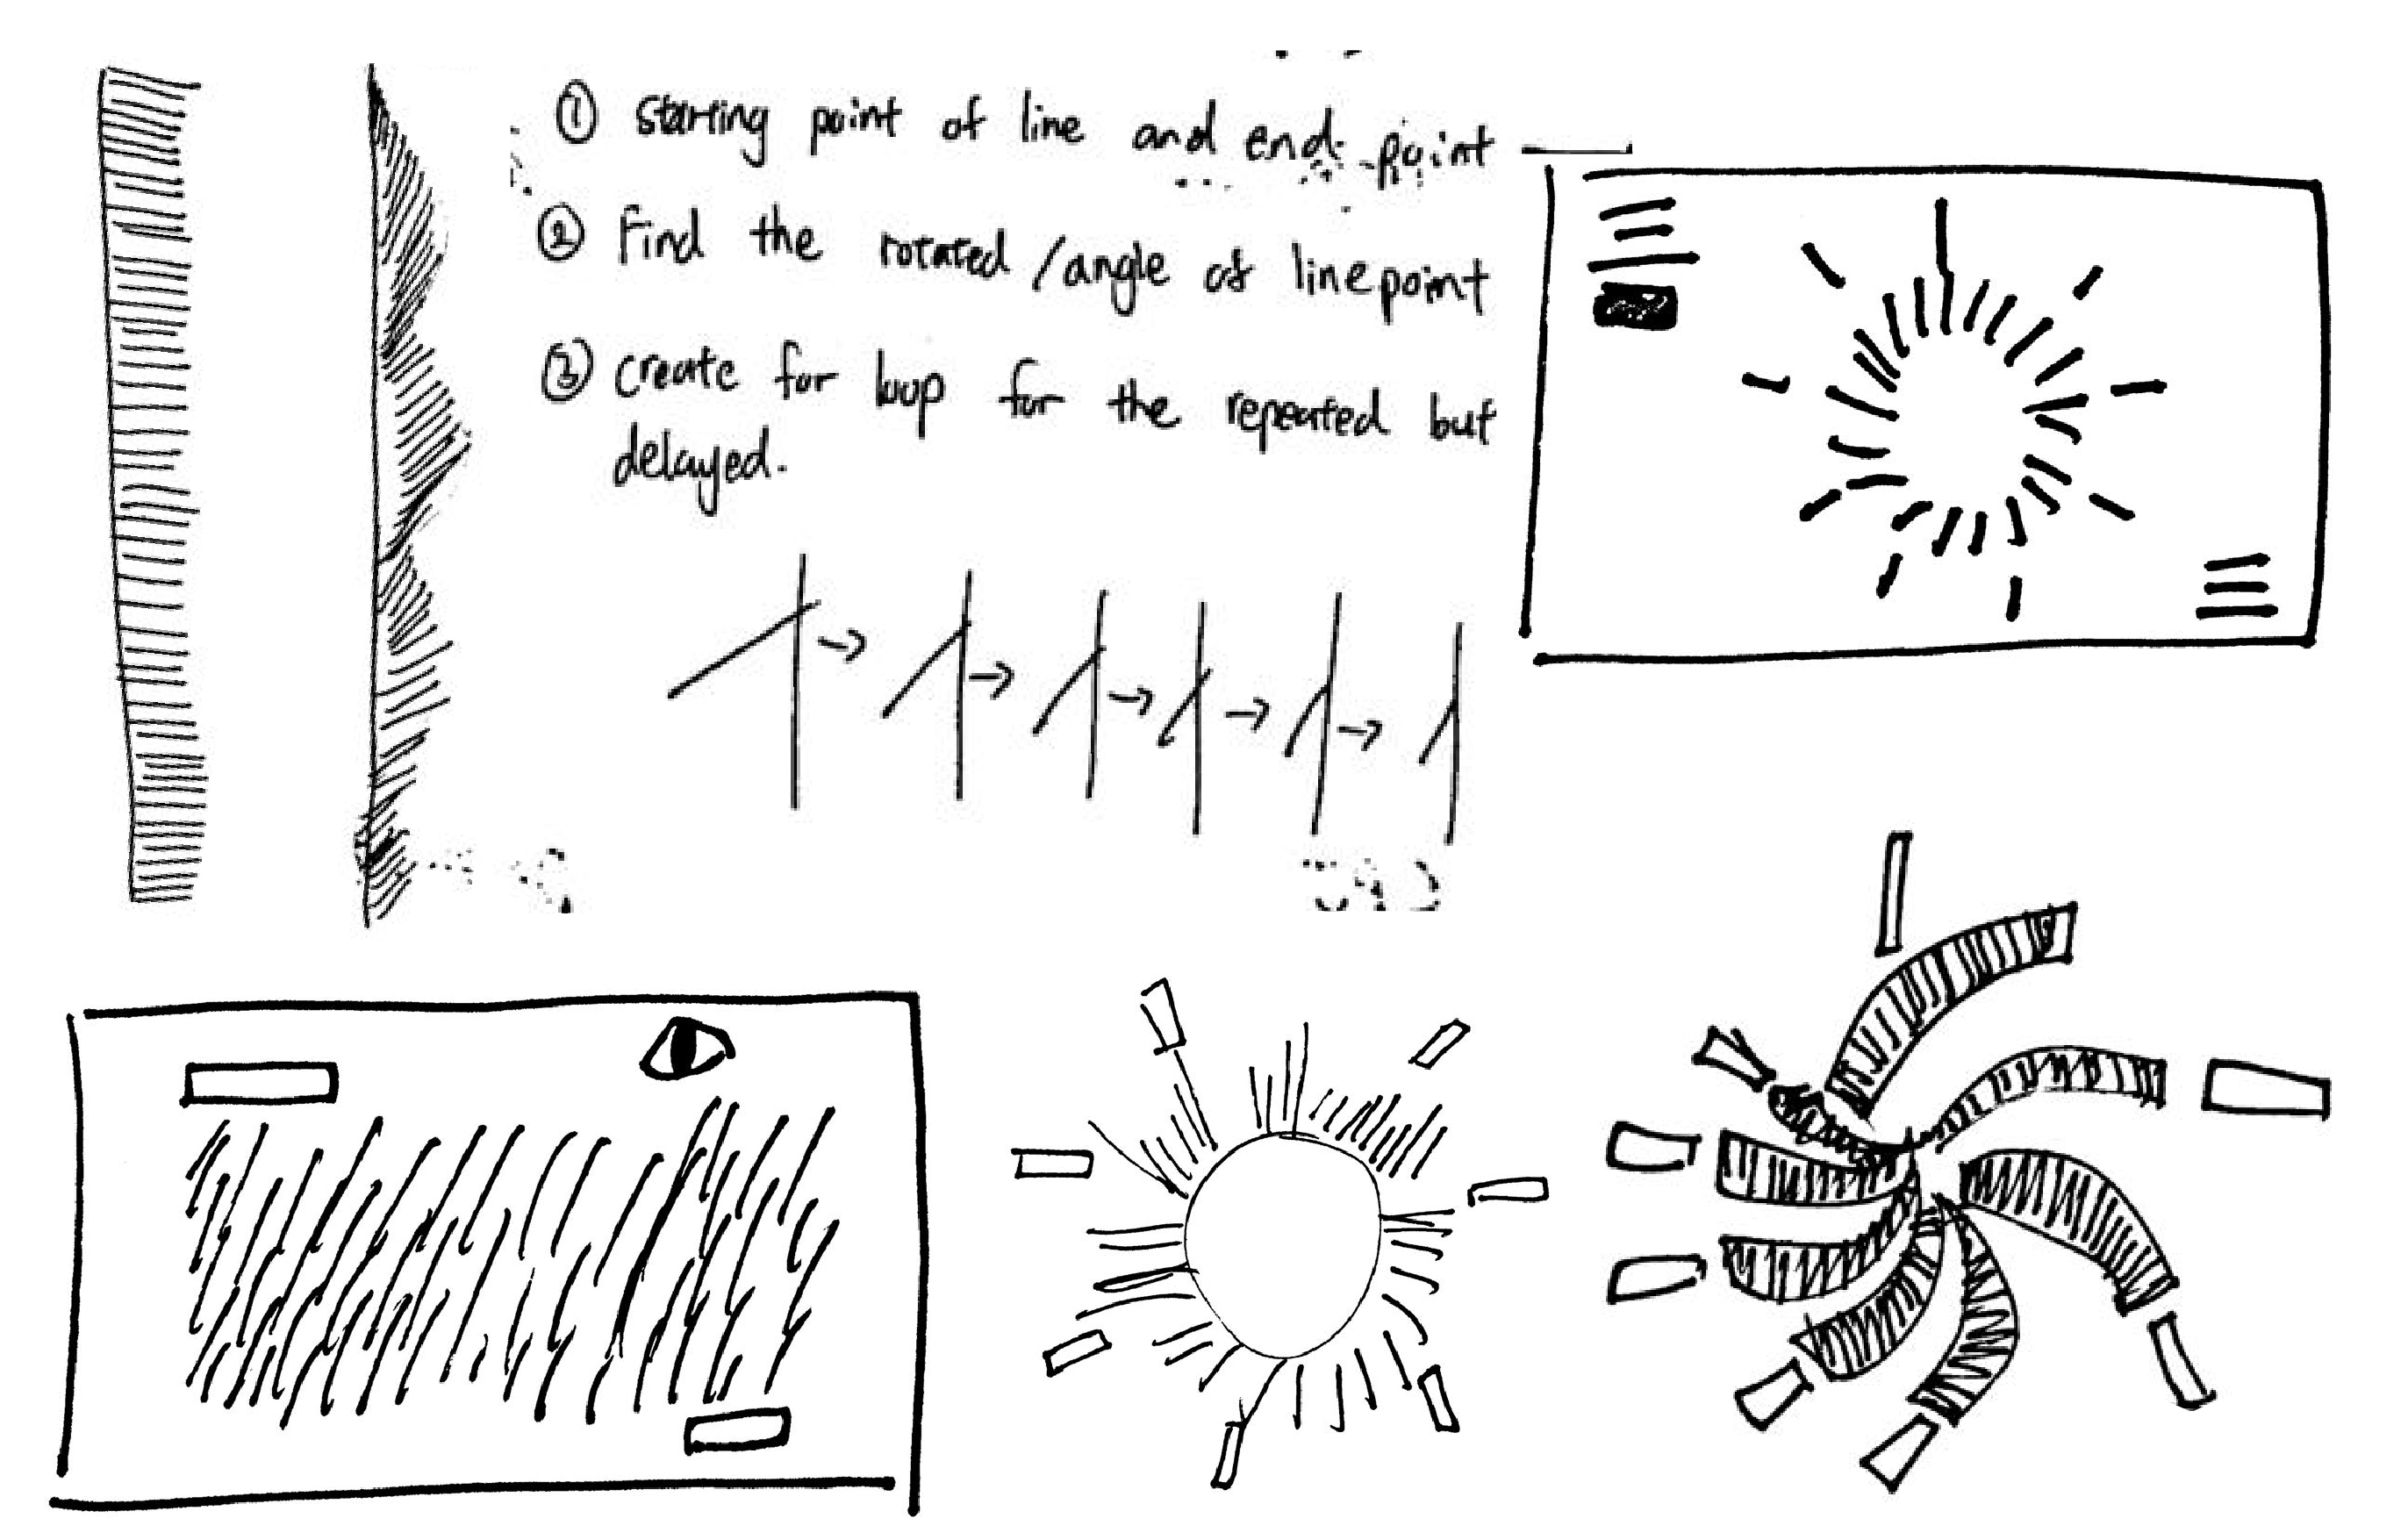 ① starting point of line and end point
② Find the rotated / angle of line point
③ create for loop for the repeated but
delayed.